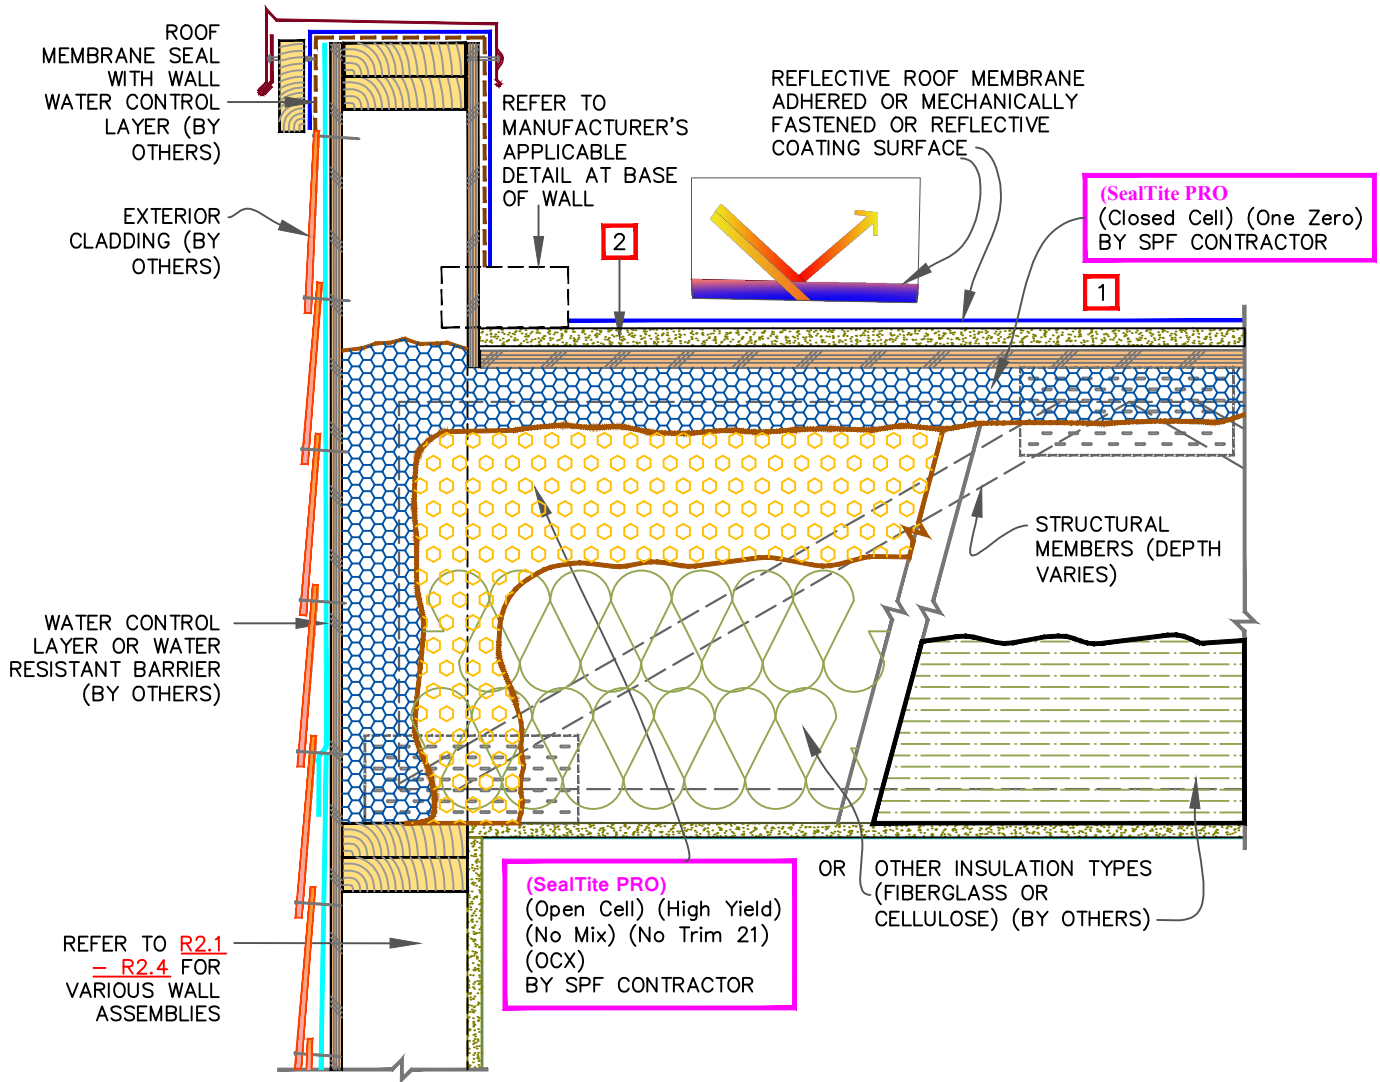 ROOF
MEMBRANE SEAL
WITH WALL
WATER CONTROL
LAYER (BY
OTHERS)
EXTERIOR
CLADDING (BY
OTHERS)
REFER TO
MANUFACTURER'S
APPLICABLE
DETAIL AT BASE
OF WALL
2
REFLECTIVE ROOF MEMBRANE
ADHERED OR MECHANICALLY
FASTENED OR REFLECTIVE
COATING SURFACE
(SealTite PRO
(Closed Cell) (One Zero)
BY SPF CONTRACTOR
1
STRUCTURAL
MEMBERS (DEPTH
VARIES)
WATER CONTROL
LAYER OR WATER
RESISTANT BARRIER
(BY OTHERS)
(SealTite PRO)
(Open Cell) (High Yield)
(No Mix) (No Trim 21)
(OCX)
BY SPF CONTRACTOR
OR OTHER INSULATION TYPES
(FIBERGLASS OR
CELLULOSE) (BY OTHERS)
REFER TO R2.1
– R2.4 FOR
VARIOUS WALL
ASSEMBLIES